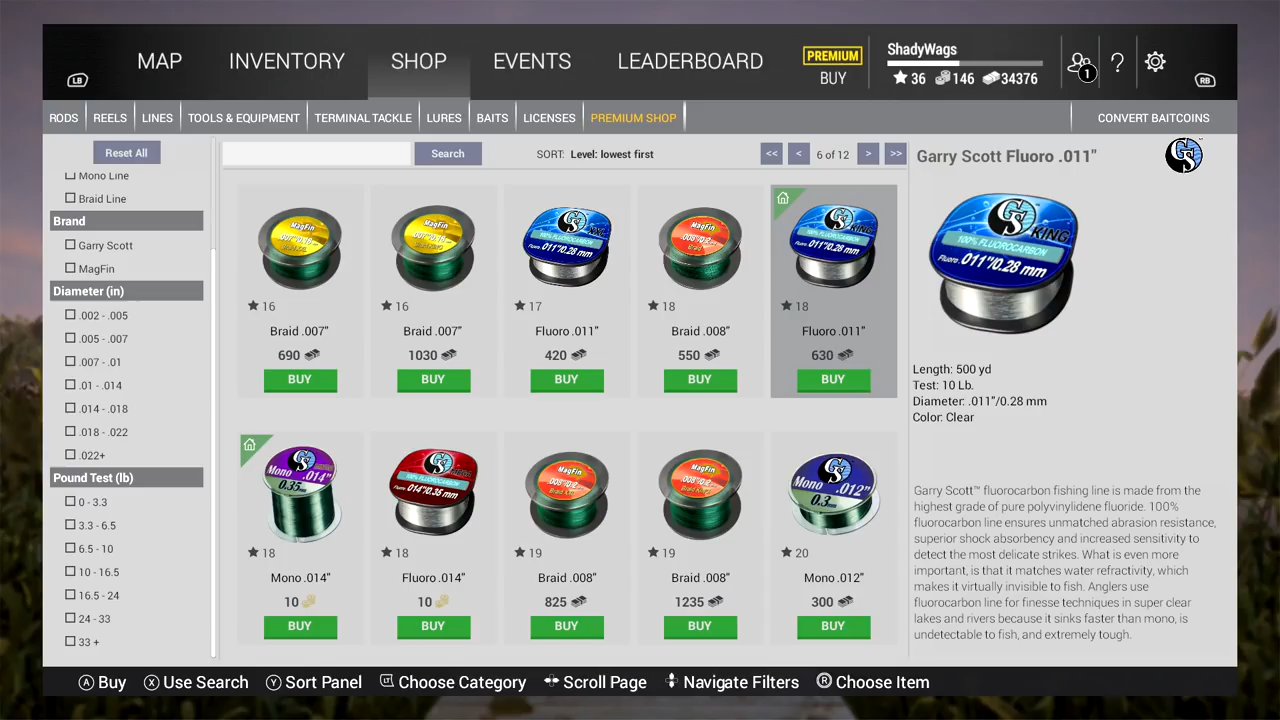 MAP INVENTORY SHOP EVENTS LEADERBOARD
PREMIUM
BUY
ShadyWags
36 146 34376
1
?
LB
RB
RODS REELS LINES TOOLS & EQUIPMENT TERMINAL TACKLE LURES BAITS LICENSES PREMIUM SHOP CONVERT BAITCOINS
Reset All
Mono Line
Braid Line
Brand
Garry Scott
MagFin
Diameter (in)
.002 - .005
.005 - .007
.007 - .01
.01 - .014
.014 - .018
.018 - .022
.022+
Pound Test (lb)
0 - 3.3
3.3 - 6.5
6.5 - 10
10 - 16.5
16.5 - 24
24 - 33
33 +
Search
SORT: Level: lowest first
<< < 6 of 12 > >>
16 16 17 18 18
Braid .007" Braid .007" Fluoro .011" Braid .008" Fluoro .011"
690 1030 420 550 630
BUY BUY BUY BUY BUY
18 18 19 19 20
Mono .014" Fluoro .014" Braid .008" Braid .008" Mono .012"
10 10 825 1235 300
BUY BUY BUY BUY BUY
Garry Scott Fluoro .011"
GS
KING
100% FLUOROCARBON
Fluoro. .011"/0.28 mm
Length: 500 yd
Test: 10 Lb.
Diameter: .011"/0.28 mm
Color: Clear
Garry Scott™ fluorocarbon fishing line is made from the
highest grade of pure polyvinylidene fluoride. 100%
fluorocarbon line ensures unmatched abrasion resistance,
superior shock absorbency and increased sensitivity to
detect the most delicate strikes. What is even more
important, is that it matches water refractivity, which
makes it virtually invisible to fish. Anglers use
fluorocarbon line for finesse techniques in super clear
lakes and rivers because it sinks faster than mono, is
undetectable to fish, and extremely tough.
A Buy X Use Search Y Sort Panel LT Choose Category Scroll Page Navigate Filters R Choose Item